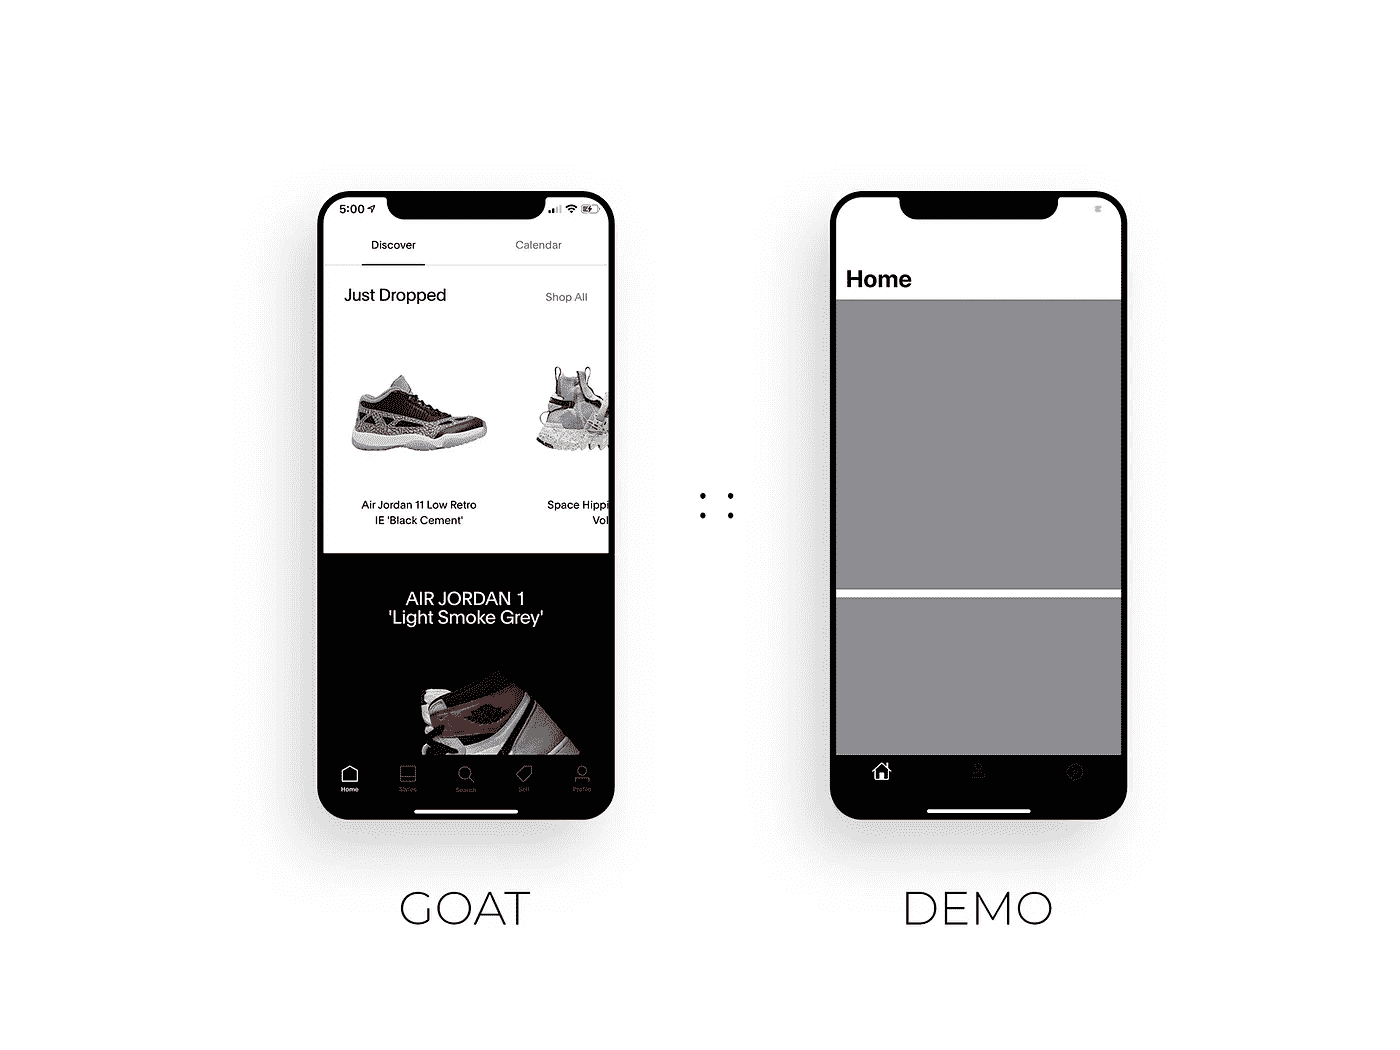 5:00
Discover
Calendar
Just Dropped
Shop All
Air Jordan 11 Low Retro
IE 'Black Cement'
Space Hippi
Vol
AIR JORDAN 1
'Light Smoke Grey'
Home
Search
Sell
Profile
GOAT
Home
DEMO